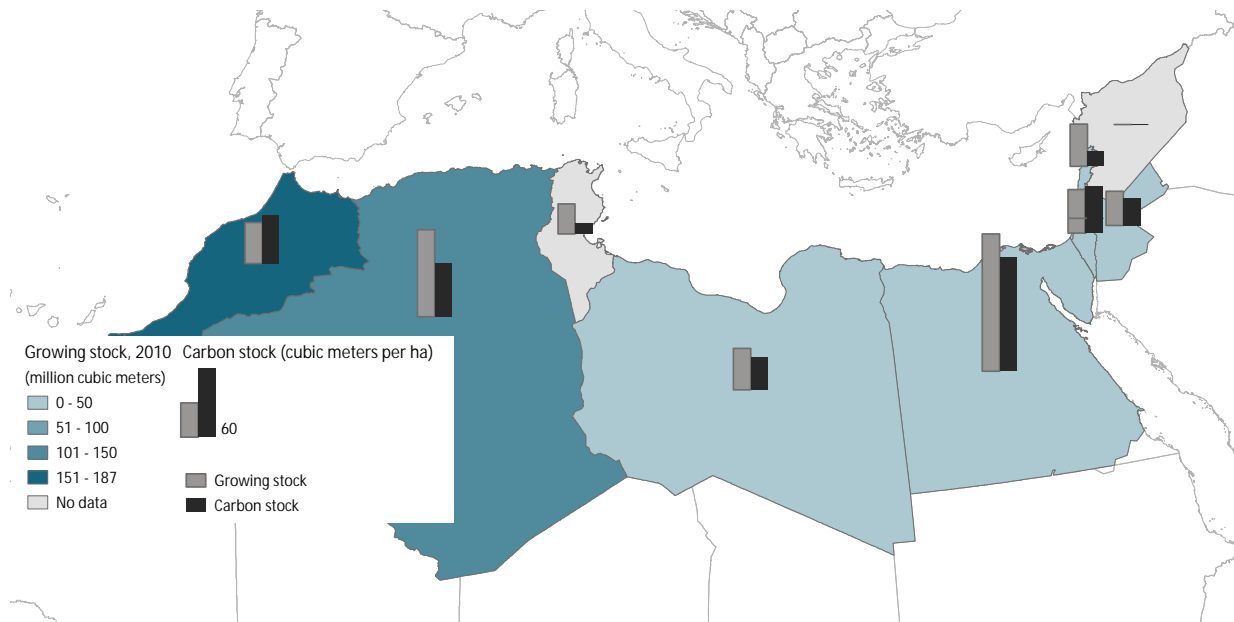 Growing stock, 2010 Carbon stock (cubic meters per ha)
(million cubic meters)
0 - 50
51 - 100
60
101 - 150
151 - 187
No data
Growing stock
Carbon stock